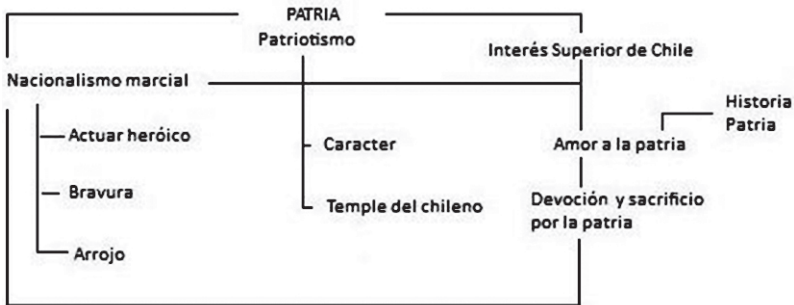 PATRIA
Patriotismo
Interés Superior de Chile
Nacionalismo marcial
Historia
Patria
Actuar heróico
Caracter
Amor a la patria
Bravura
Temple del chileno
Devoción y sacrificio
por la patria
Arrojo